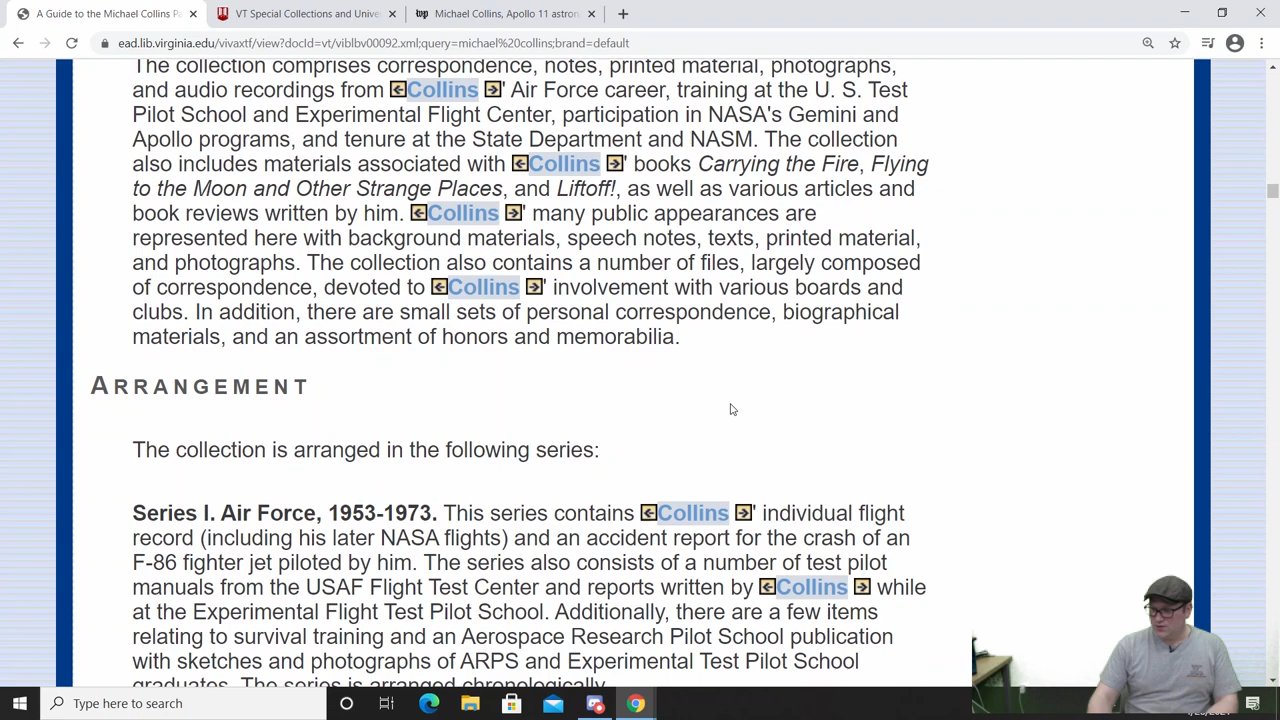 A Guide to the Michael Collins Pa
VT Special Collections and Unive
Michael Collins, Apollo 11 astron
ead.lib.virginia.edu/vivaxtf/view?docId=vt/viblbv00092.xml;query=michael%20collins;brand=default
The collection comprises correspondence, notes, printed material, photographs,
and audio recordings from Collins ' Air Force career, training at the U. S. Test
Pilot School and Experimental Flight Center, participation in NASA's Gemini and
Apollo programs, and tenure at the State Department and NASM. The collection
also includes materials associated with Collins ' books Carrying the Fire, Flying
to the Moon and Other Strange Places, and Liftoff!, as well as various articles and
book reviews written by him. Collins ' many public appearances are
represented here with background materials, speech notes, texts, printed material,
and photographs. The collection also contains a number of files, largely composed
of correspondence, devoted to Collins ' involvement with various boards and
clubs. In addition, there are small sets of personal correspondence, biographical
materials, and an assortment of honors and memorabilia.
ARRANGEMENT
The collection is arranged in the following series:
Series I. Air Force, 1953-1973. This series contains Collins ' individual flight
record (including his later NASA flights) and an accident report for the crash of an
F-86 fighter jet piloted by him. The series also consists of a number of test pilot
manuals from the USAF Flight Test Center and reports written by Collins while
at the Experimental Flight Test Pilot School. Additionally, there are a few items
relating to survival training and an Aerospace Research Pilot School publication
with sketches and photographs of ARPS and Experimental Test Pilot School
graduates. The series is arranged chronologically.
Type here to search